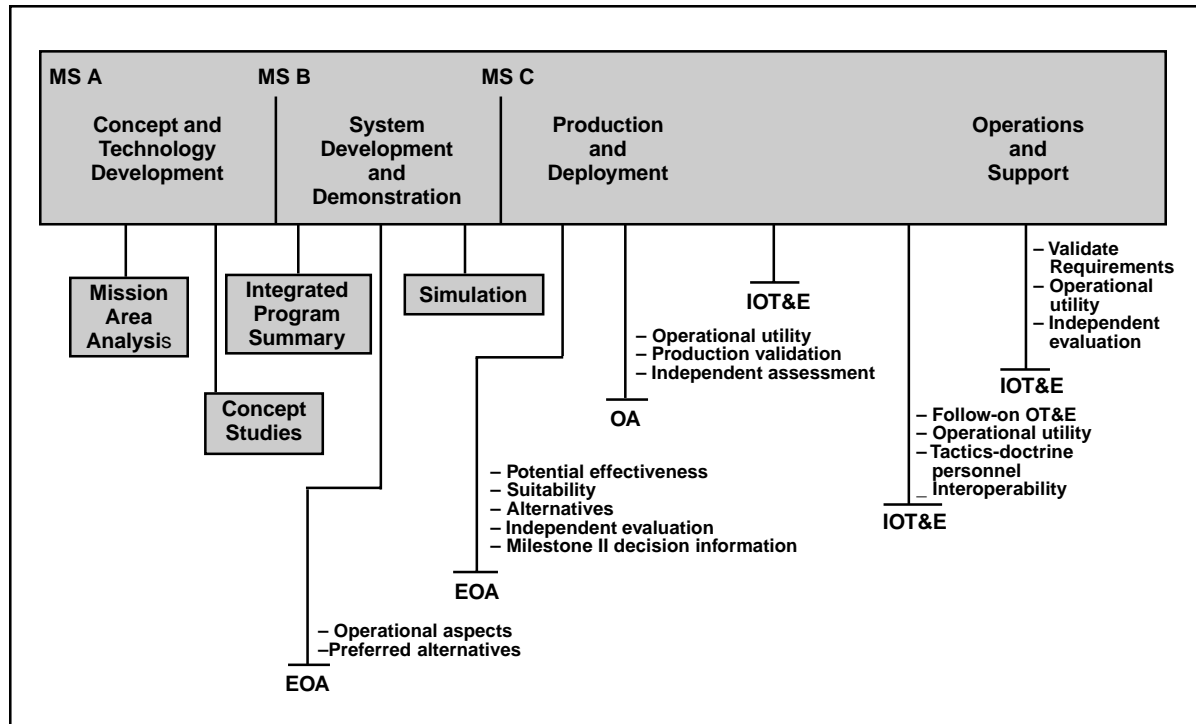 MS A
MS B
MS C
Concept and
Technology
Development
System
Development
and
Demonstration
Production
and
Deployment
Operations
and
Support
Mission
Area
Analysis
Concept
Studies
Integrated
Program
Summary
Simulation
IOT&E
– Validate
Requirements
– Operational
utility
– Independent
evaluation
IOT&E
– Operational utility
– Production validation
– Independent assessment
OA
– Follow-on OT&E
– Operational utility
– Tactics-doctrine
personnel
_ Interoperability
IOT&E
– Potential effectiveness
– Suitability
– Alternatives
– Independent evaluation
– Milestone II decision information
EOA
– Operational aspects
–Preferred alternatives
EOA